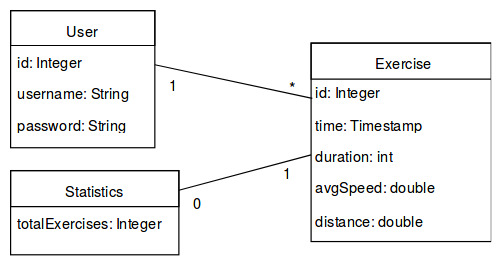 User
id: Integer
username: String
password: String
1
*
Exercise
id: Integer
time: Timestamp
duration: int
avgSpeed: double
distance: double
Statistics
totalExercises: Integer
0
1